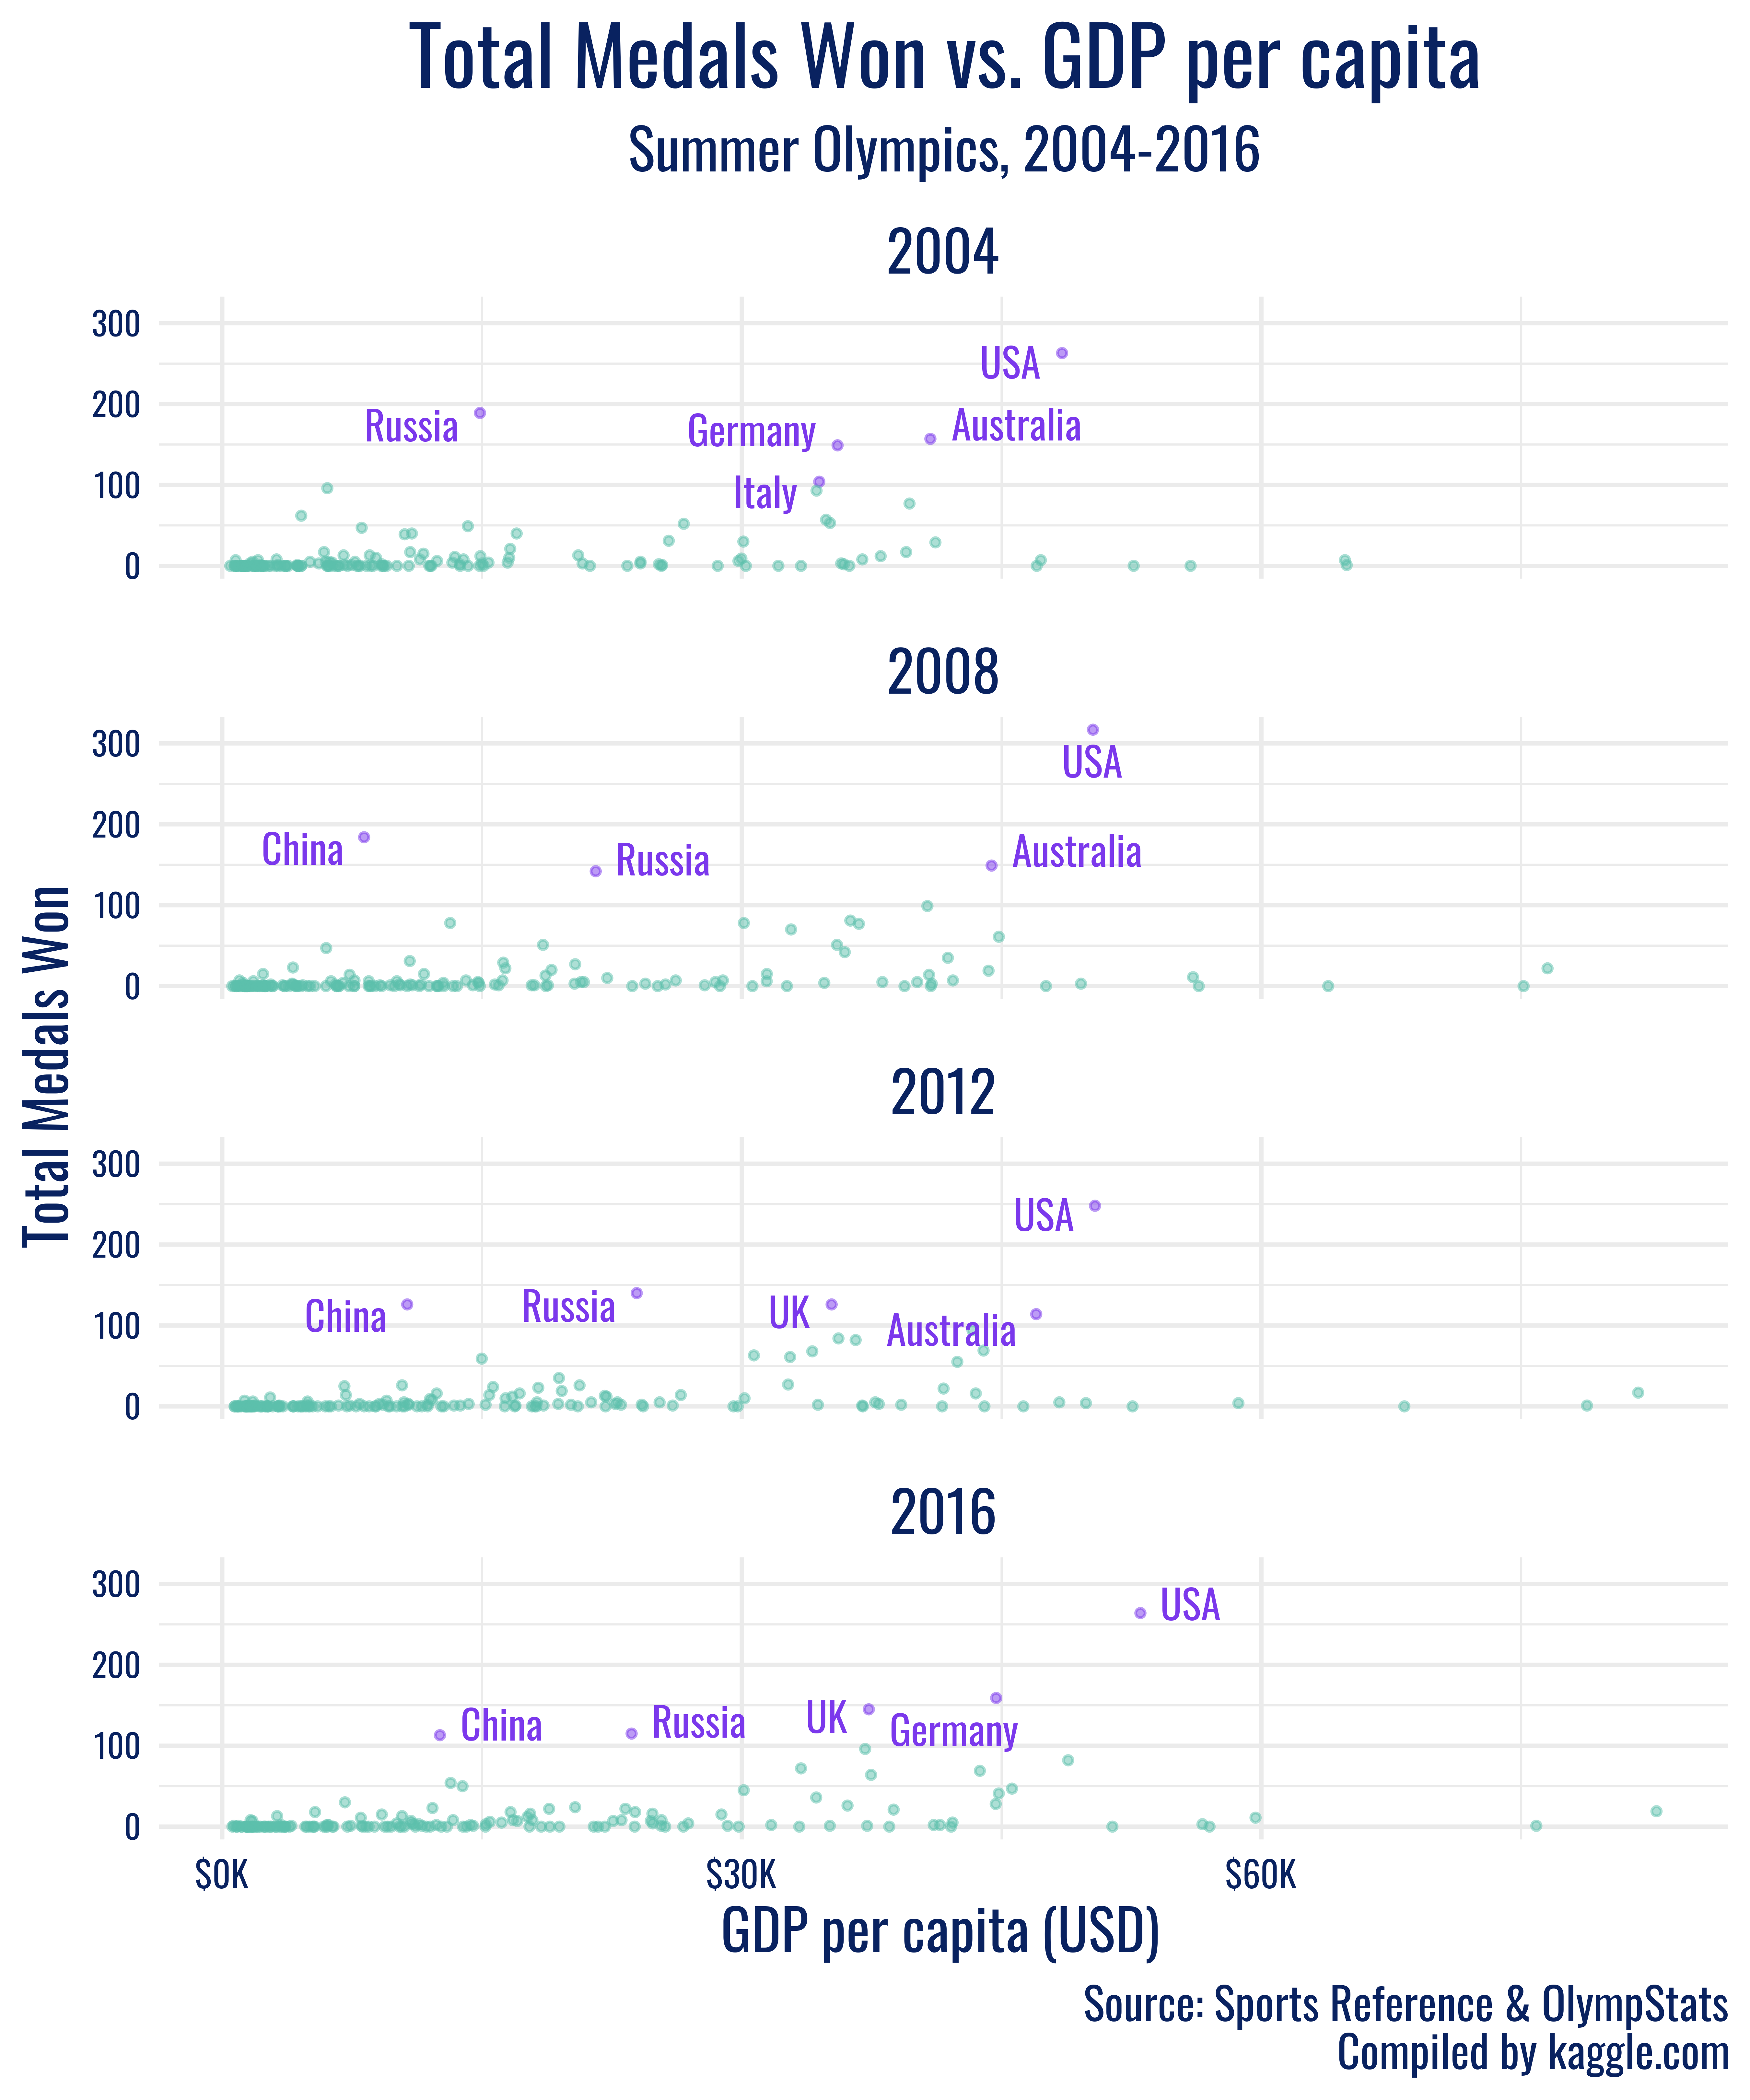 Total Medals Won vs. GDP per capita
Summer Olympics, 2004-2016
2004
300
200
100
0
USA
Russia
Germany
Australia
Italy
2008
300
200
100
0
USA
China
Russia
Australia
Total Medals Won
2012
300
200
100
0
USA
China
Russia
UK
Australia
2016
300
200
100
0
USA
China
Russia
UK
Germany
$0K
$30K
$60K
GDP per capita (USD)
Source: Sports Reference & OlympStats
Compiled by kaggle.com